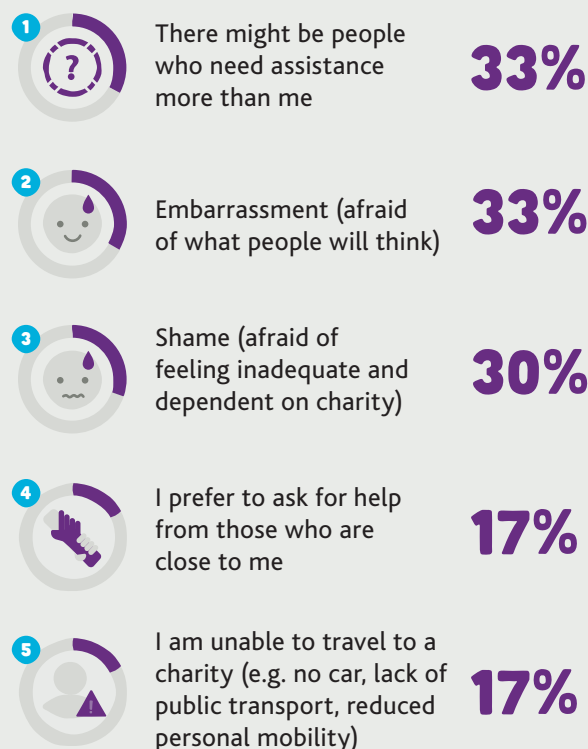 1
?
There might be people
who need assistance
more than me
33%
2
Embarrassment (afraid
of what people will think)
33%
3
Shame (afraid of
feeling inadequate and
dependent on charity)
30%
4
I prefer to ask for help
from those who are
close to me
17%
5
!
I am unable to travel to a
charity (e.g. no car, lack of
public transport, reduced
personal mobility)
17%